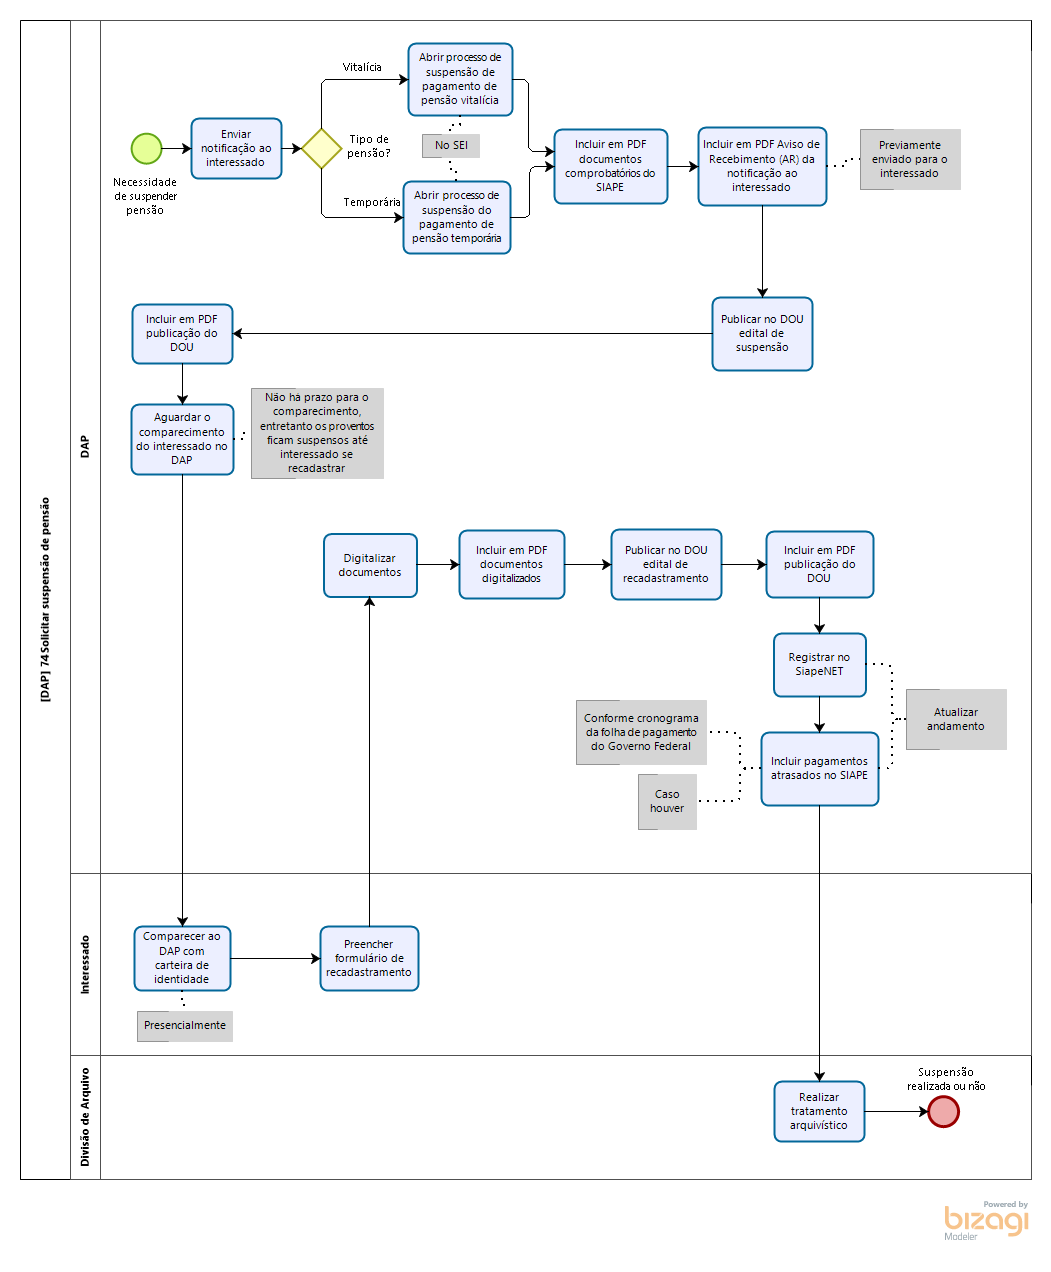 [DAP] 74 Solicitar suspensão de pensão
DAP
Vitalícia
Abrir processo de
suspensão de
pagamento de
pensão vitalícia
Enviar
notificação ao
interessado
Tipo de
pensão?
No SEI
Incluir em PDF
documentos
comprobatórios do
SIAPE
Incluir em PDF Aviso de
Recebimento (AR) da
notificação ao
interessado
Previamente
enviado para o
interessado
Necessidade
de suspender
pensão
Temporária
Abrir processo de
suspensão do
pagamento de
pensão temporária
Incluir em PDF
publicação do
DOU
Publicar no DOU
edital de
suspensão
Aguardar o
comparecimento
do interessado no
DAP
Não há prazo para o
comparecimento,
entretanto os proventos
ficam suspensos até
interessado se
recadastrar
Digitalizar
documentos
Incluir em PDF
documentos
digitalizados
Publicar no DOU
edital de
recadastramento
Incluir em PDF
publicação do
DOU
Registrar no
SiapeNET
Conforme cronograma
da folha de pagamento
do Governo Federal
Atualizar
andamento
Incluir pagamentos
atrasados no SIAPE
Caso
houver
Interessado
Comparecer ao
DAP com
carteira de
identidade
Preencher
formulário de
recadastramento
Presencialmente
Divisão de Arquivo
Realizar
tratamento
arquivístico
Suspensão
realizada ou não
Powered by
bizagi
Modeler